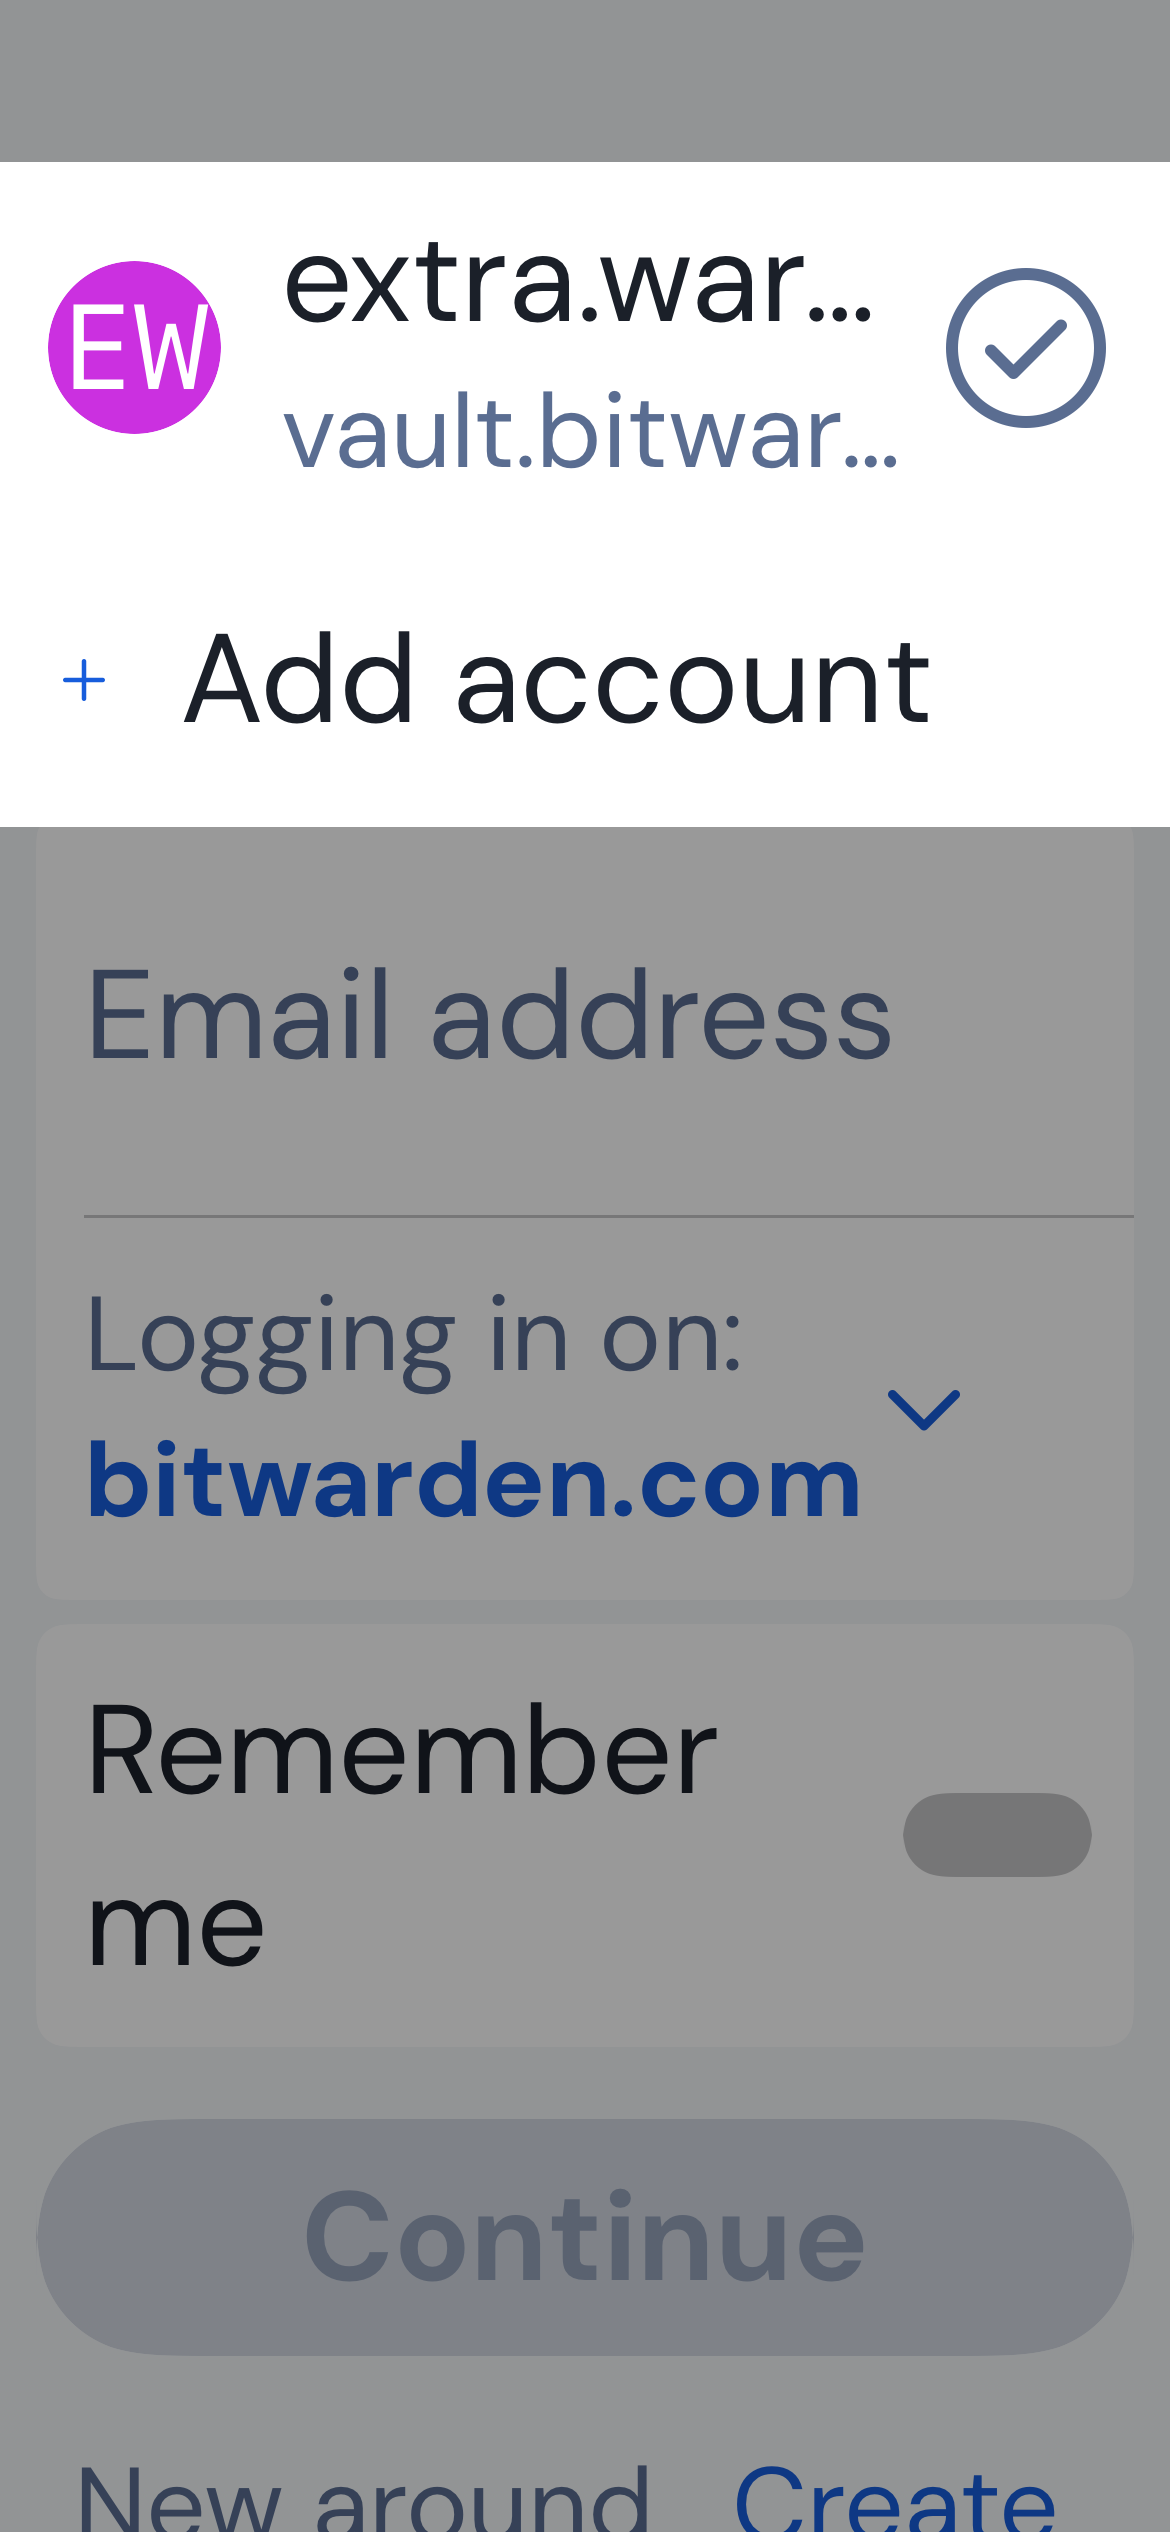 EW
extra.war...
vault.bitwar...
Add account
Email address
Logging in on:
bitwarden.com
Remember
me
Continue
New around Create